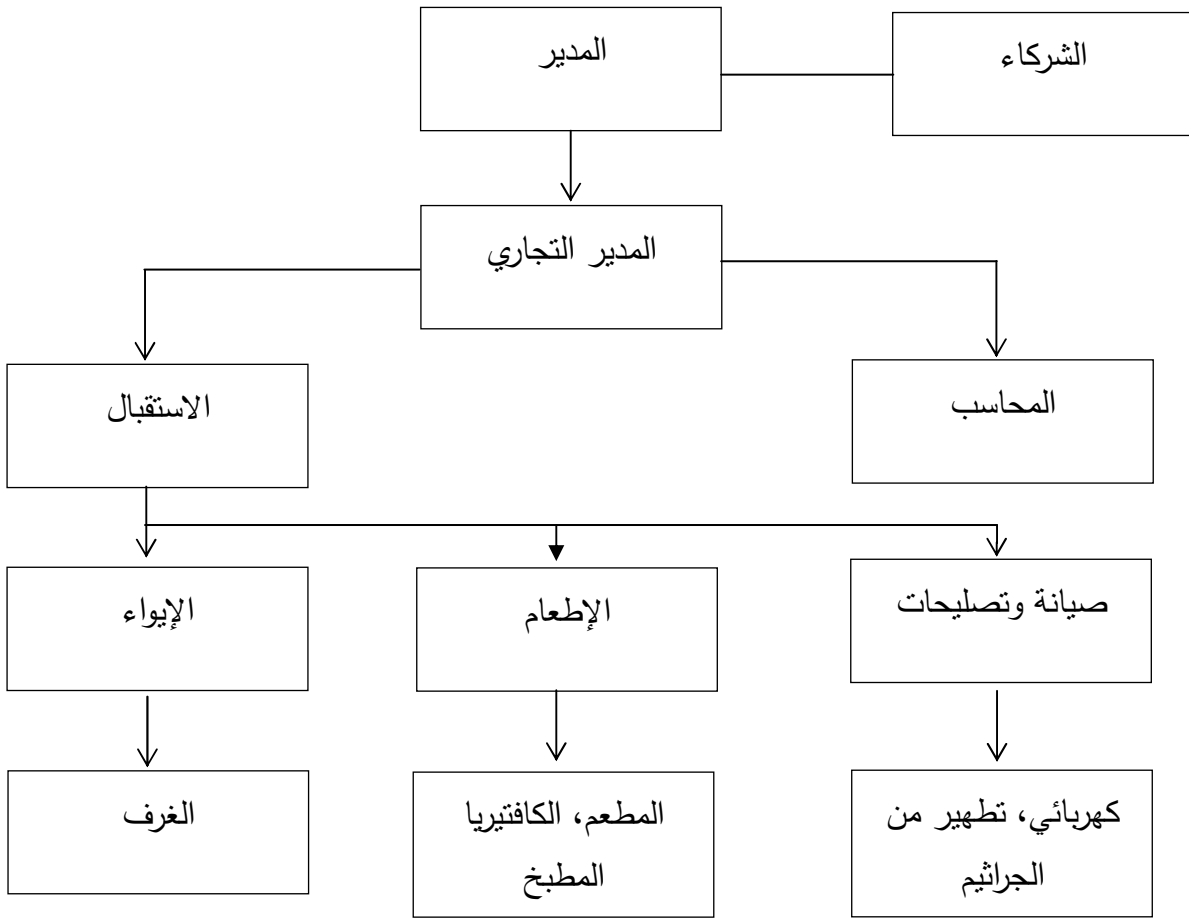 الشركاء
المدير
المدير التجاري
المحاسب
الاستقبال
صيانة وتصليحات
الإطعام
الإيواء
كهربائي، تطهير من
الجراثيم
المطعم، الكافتيريا
المطبخ
الغرف